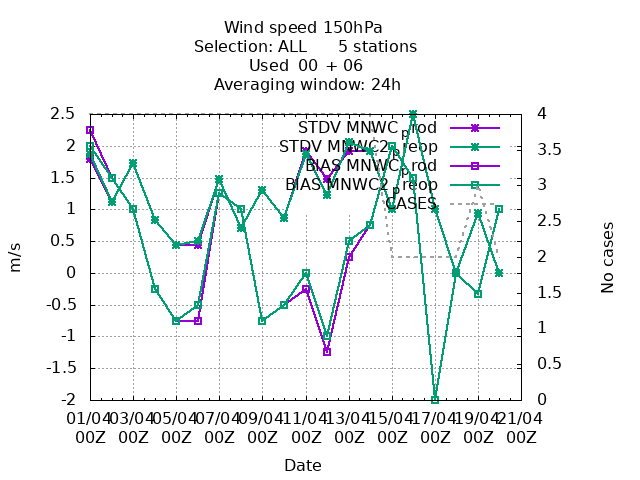 Wind speed 150hPa
Selection: ALL 5 stations
Used 00 + 06
Averaging window: 24h
STDV MNWC_prod
STDV MNWC2_preop
BIAS MNWC_prod
BIAS MNWC2_preop
CASES
m/s
2.5
2
1.5
1
0.5
0
-0.5
-1
-1.5
-2
No cases
4
3.5
3
2.5
2
1.5
1
0.5
0
01/04 03/04 05/04 07/04 09/04 11/04 13/04 15/04 17/04 19/04 21/04
00Z 00Z 00Z 00Z 00Z 00Z 00Z 00Z 00Z 00Z 00Z
Date